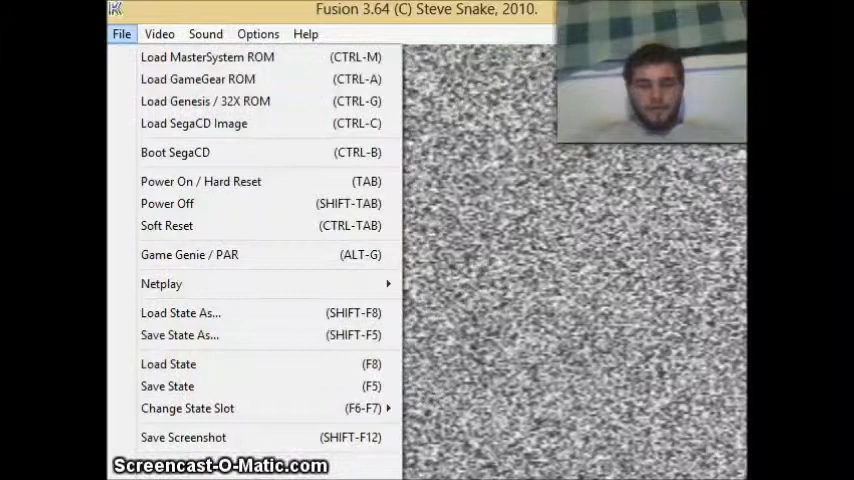 Fusion 3.64 (C) Steve Snake, 2010.
File Video Sound Options Help
Load MasterSystem ROM (CTRL-M)
Load GameGear ROM (CTRL-A)
Load Genesis / 32X ROM (CTRL-G)
Load SegaCD Image (CTRL-C)
Boot SegaCD (CTRL-B)
Power On / Hard Reset (TAB)
Power Off (SHIFT-TAB)
Soft Reset (CTRL-TAB)
Game Genie / PAR (ALT-G)
Netplay
Load State As... (SHIFT-F8)
Save State As... (SHIFT-F5)
Load State (F8)
Save State (F5)
Change State Slot (F6-F7)
Save Screenshot (SHIFT-F12)
Screencast-O-Matic.com